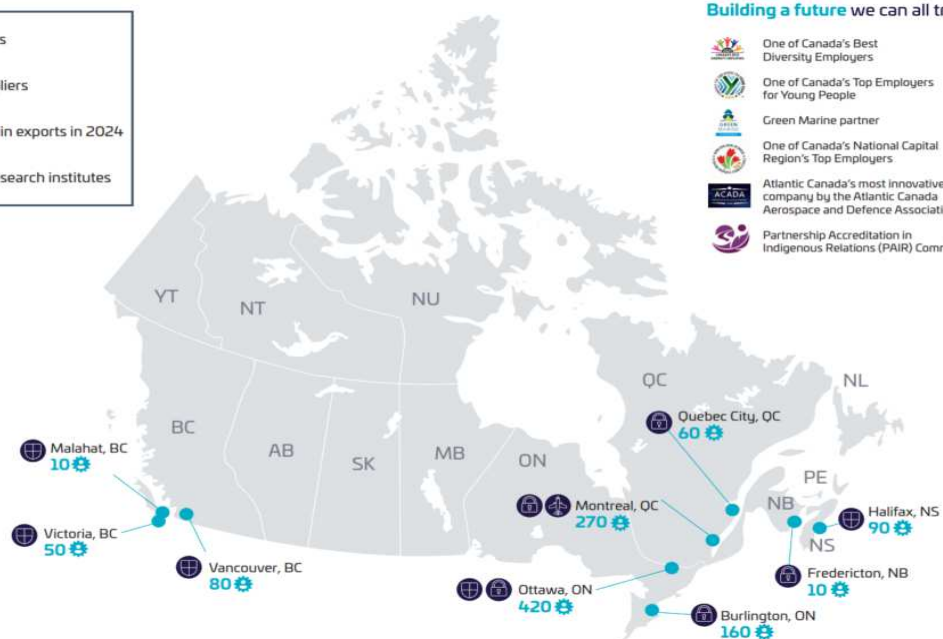 s
liers
in exports in 2024
search institutes
Building a future we can all tr
One of Canada's Best
Diversity Employers
One of Canada's Top Employers
for Young People
Green Marine partner
One of Canada's National Capital
Region's Top Employers
ACADA
Atlantic Canada's most innovative
company by the Atlantic Canada
Aerospace and Defence Associati
Partnership Accreditation in
Indigenous Relations (PAIR) Comm
YT
NT
NU
BC
AB
SK
MB
ON
QC
NL
PE
NB
NS
Malahat, BC
10
Victoria, BC
50
Vancouver, BC
80
Quebec City, QC
60
Montreal, QC
270
Ottawa, ON
420
Burlington, ON
160
Fredericton, NB
10
Halifax, NS
90